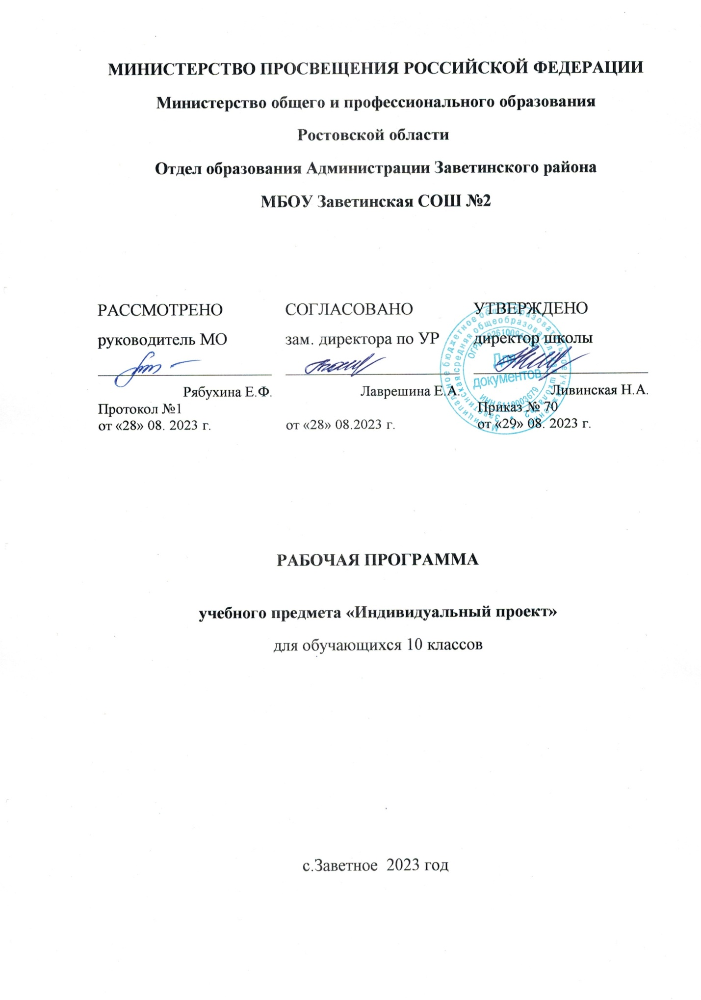 МИНИСТЕРСТВО ПРОСВЕЩЕНИЯ РОССИЙСКОЙ ФЕДЕРАЦИИ
Министерство общего и профессионального образования
Ростовской области
Отдел образования Администрации Заветинского района
МБОУ Заветинская СОШ №2
РАССМОТРЕНО
руководитель МО
Рябухина Е.Ф.
Протокол №1
от «28» 08. 2023 г.
СОГЛАСОВАНО
зам. директора по УР
Лаврешина Е.А.
от «28» 08.2023 г.
УТВЕРЖДЕНО
директор школы
Ливинская Н.А.
Приказ № 70
от «29» 08. 2023 г.
Для
документов
ИНН 6110003679
РАБОЧАЯ ПРОГРАММА
учебного предмета «Индивидуальный проект»
для обучающихся 10 классов
с.Заветное  2023 год